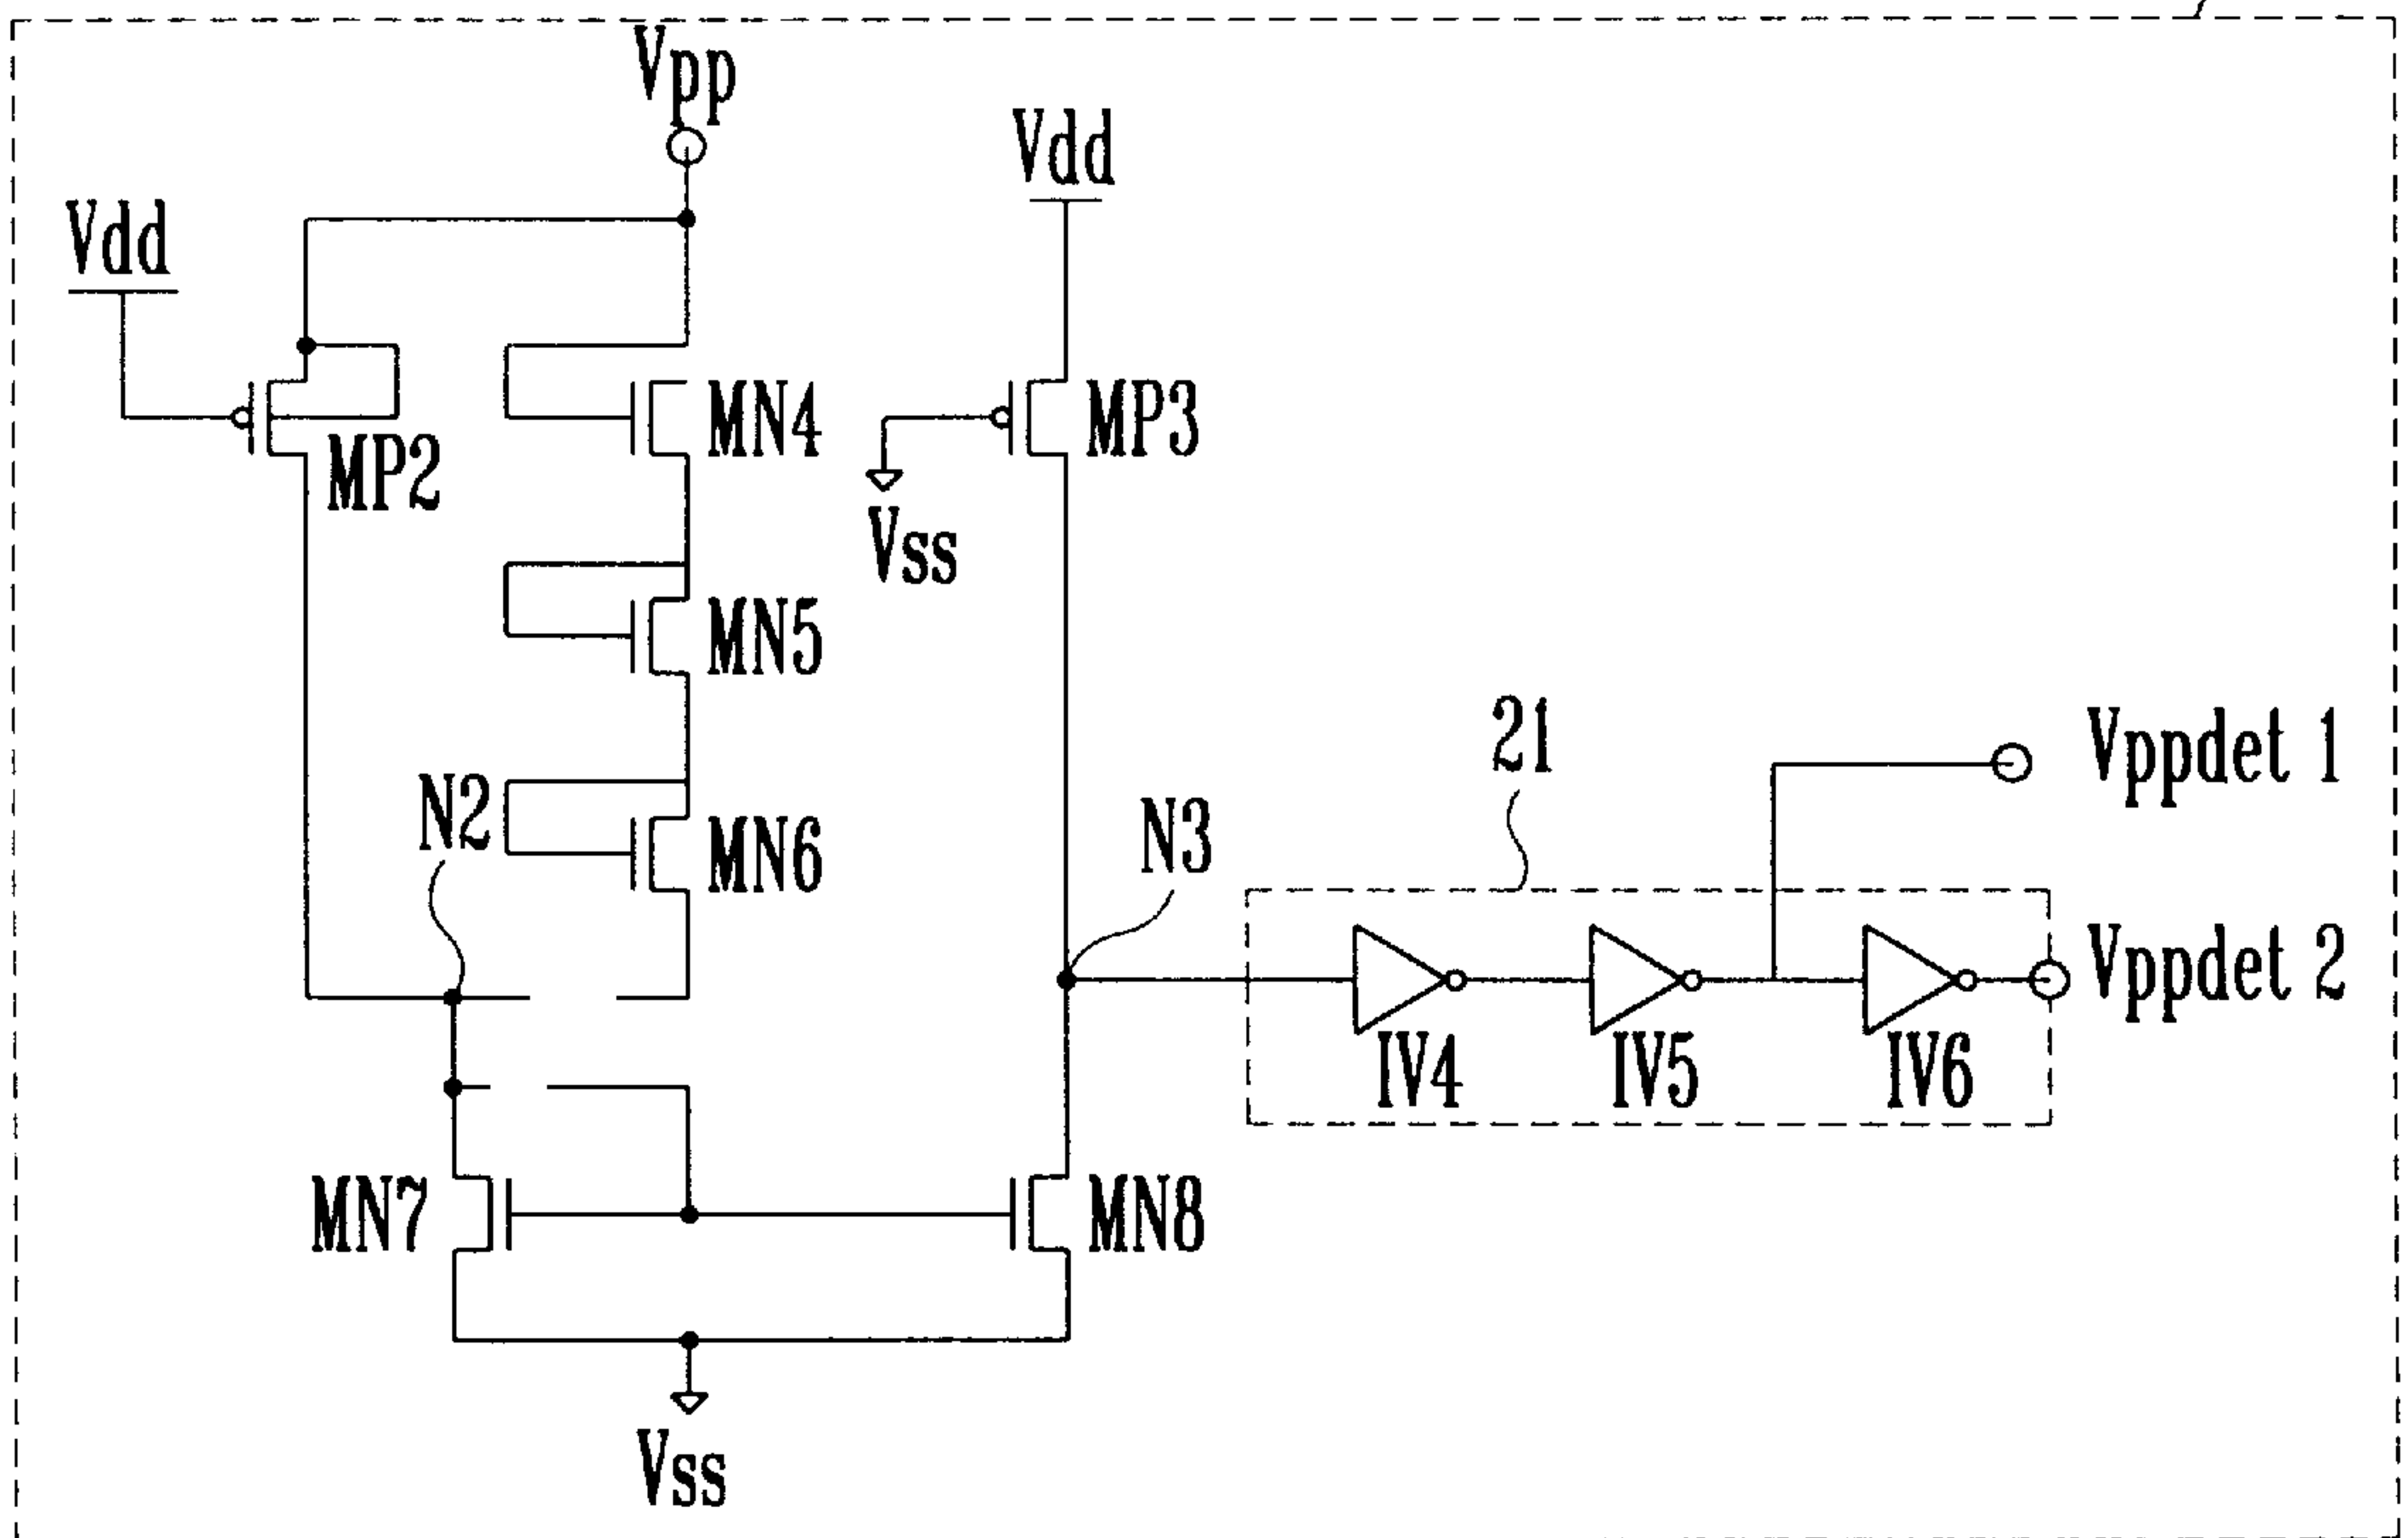 Vpp
Vdd
Vdd
MN4
MP3
MP2
Vss
MN5
21
Vppdet 1
N2
N3
MN6
Vppdet 2
IV4
IV5
IV6
MN7
MN8
Vss